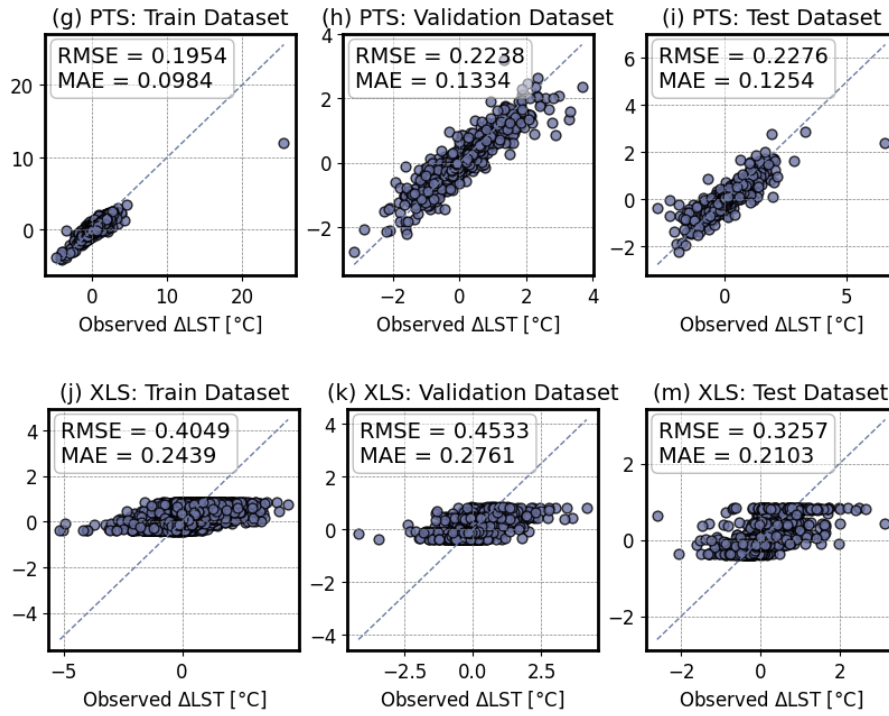 (g) PTS: Train Dataset
RMSE = 0.1954
MAE = 0.0984
20
10
0
0
10
20
Observed ΔLST [°C]
(h) PTS: Validation Dataset
RMSE = 0.2238
MAE = 0.1334
4
2
0
−2
−2
0
2
4
Observed ΔLST [°C]
(i) PTS: Test Dataset
RMSE = 0.2276
MAE = 0.1254
6
4
2
0
−2
0
5
Observed ΔLST [°C]
(j) XLS: Train Dataset
RMSE = 0.4049
MAE = 0.2439
4
2
0
−2
−4
−5
0
Observed ΔLST [°C]
(k) XLS: Validation Dataset
RMSE = 0.4533
MAE = 0.2761
4
2
0
−2
−4
−2.5
0.0
2.5
Observed ΔLST [°C]
(m) XLS: Test Dataset
RMSE = 0.3257
MAE = 0.2103
2
0
−2
−2
0
2
Observed ΔLST [°C]